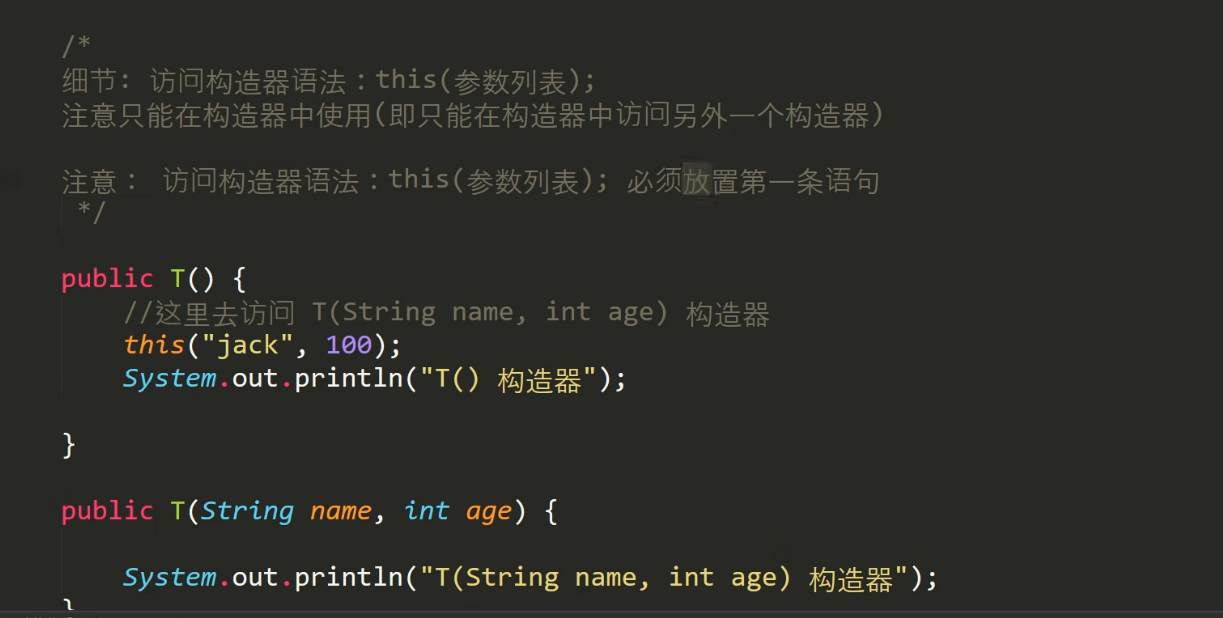 /*
细节: 访问构造器语法：this(参数列表);
注意只能在构造器中使用(即只能在构造器中访问另外一个构造器)
注意： 访问构造器语法：this(参数列表); 必须放置第一条语句
*/
public T() {
//这里去访问 T(String name, int age) 构造器
this("jack", 100);
System.out.println("T() 构造器");
}
public T(String name, int age) {
System.out.println("T(String name, int age) 构造器");
}